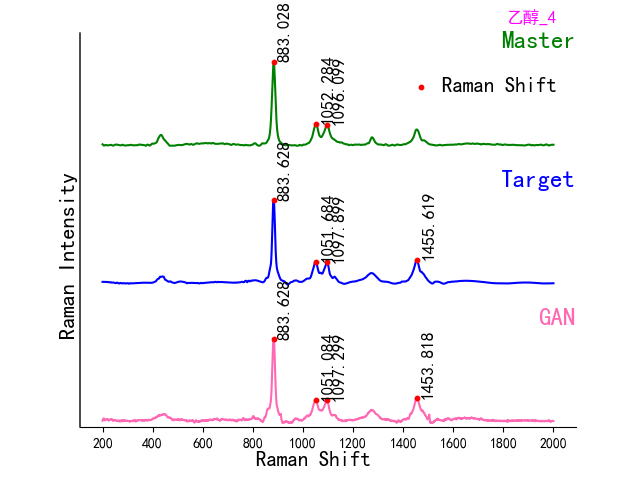 乙醇_4
Master
883.028
1052.284
1096.099
Raman Shift
Target
883.628
1051.684
1097.899
1455.619
GAN
883.628
1051.084
1097.299
1453.818
Raman Intensity
200 400 600 800 1000 1200 1400 1600 1800 2000
Raman Shift